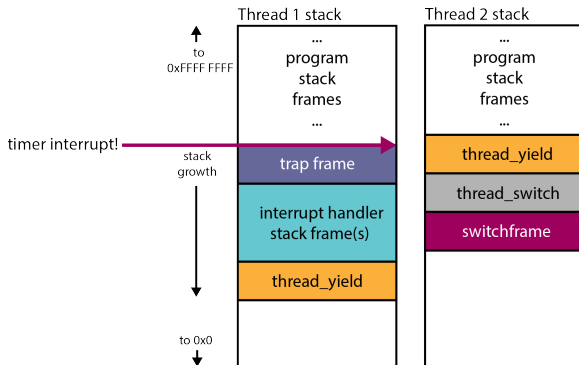 Thread 1 stack
Thread 2 stack
to
0xFFFF FFFF
...
program
stack
frames
...
...
program
stack
frames
...
timer interrupt!
stack
growth
trap frame
interrupt handler
stack frame(s)
thread_yield
thread_yield
thread_switch
switchframe
to 0x0